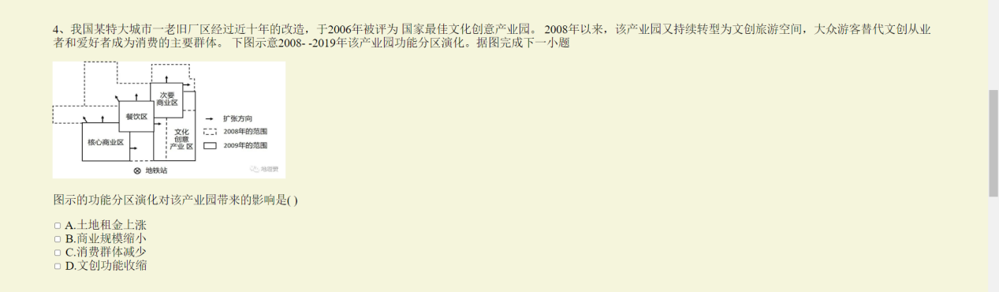 4、我国某特大城市一老旧厂区经过近十年的改造，于2006年被评为 国家最佳文化创意产业园。 2008年以来，该产业园又持续转型为文创旅游空间，大众游客替代文创从业
者和爱好者成为消费的主要群体。 下图示意2008- -2019年该产业园功能分区演化。据图完成下一小题
次要
商业区
餐饮区
扩张方向
文化
创意
产业 区
2008年的范围
核心商业区
2009年的范围
地铁站
图示的功能分区演化对该产业园带来的影响是( )
A.土地租金上涨
B.商业规模缩小
C.消费群体减少
D.文创功能收缩